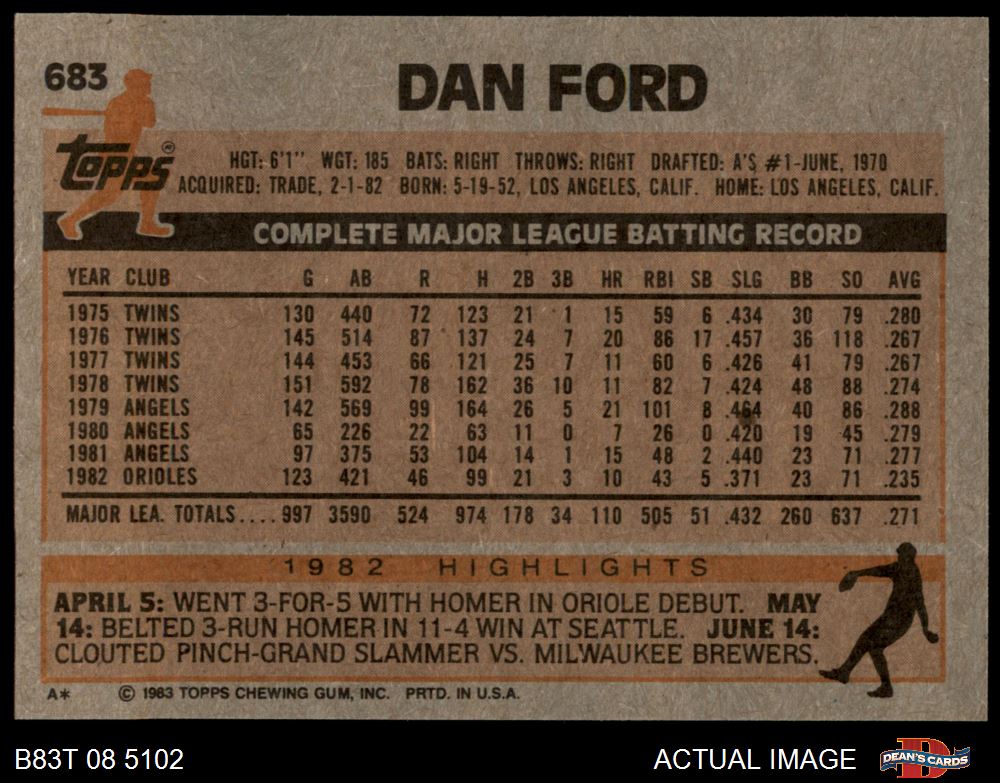 683
DAN FORD
Topps®
HGT: 6'1" WGT: 185 BATS: RIGHT THROWS: RIGHT DRAFTED: A'S #1-JUNE, 1970
ACQUIRED: TRADE, 2-1-82 BORN: 5-19-52, LOS ANGELES, CALIF. HOME: LOS ANGELES, CALIF.
COMPLETE MAJOR LEAGUE BATTING RECORD
YEAR CLUB G AB R H 2B 3B HR RBI SB SLG BB SO AVG
1975 TWINS 130 440 72 123 21 1 15 59 6 .434 30 79 .280
1976 TWINS 145 514 87 137 24 7 20 86 17 .457 36 118 .267
1977 TWINS 144 453 66 121 25 7 11 60 6 .426 41 79 .267
1978 TWINS 151 592 78 162 36 10 11 82 7 .424 48 88 .274
1979 ANGELS 142 569 99 164 26 5 21 101 8 .464 40 86 .288
1980 ANGELS 65 226 22 63 11 0 7 26 0 .420 19 45 .279
1981 ANGELS 97 375 53 104 14 1 15 48 2 .440 23 71 .277
1982 ORIOLES 123 421 46 99 21 3 10 43 5 .371 23 71 .235
MAJOR LEA. TOTALS.... 997 3590 524 974 178 34 110 505 51 .432 260 637 .271
1982 HIGHLIGHTS
APRIL 5: WENT 3-FOR-5 WITH HOMER IN ORIOLE DEBUT. MAY
14: BELTED 3-RUN HOMER IN 11-4 WIN AT SEATTLE. JUNE 14:
CLOUTED PINCH-GRAND SLAMMER VS. MILWAUKEE BREWERS.
A* © 1983 TOPPS CHEWING GUM, INC. PRTD. IN U.S.A.
B83T 08 5102 ACTUAL IMAGE DEAN'S CARDS